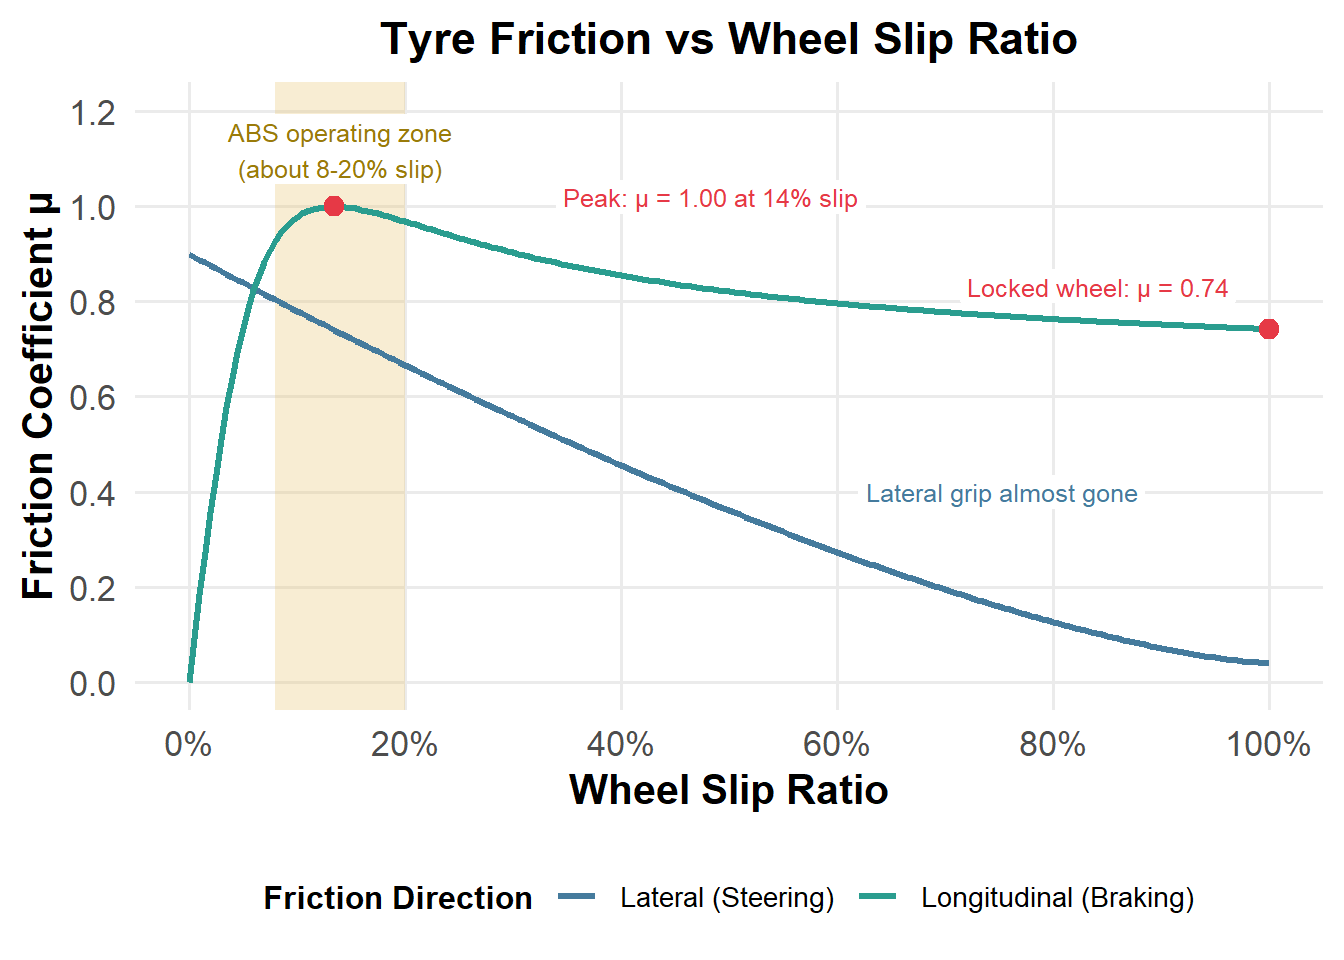 Tyre Friction vs Wheel Slip Ratio
Friction Coefficient μ
1.2
1.0
0.8
0.6
0.4
0.2
0.0
ABS operating zone
(about 8-20% slip)
Peak: μ = 1.00 at 14% slip
Locked wheel: μ = 0.74
Lateral grip almost gone
0%
20%
40%
60%
80%
100%
Wheel Slip Ratio
Friction Direction
Lateral (Steering)
Longitudinal (Braking)